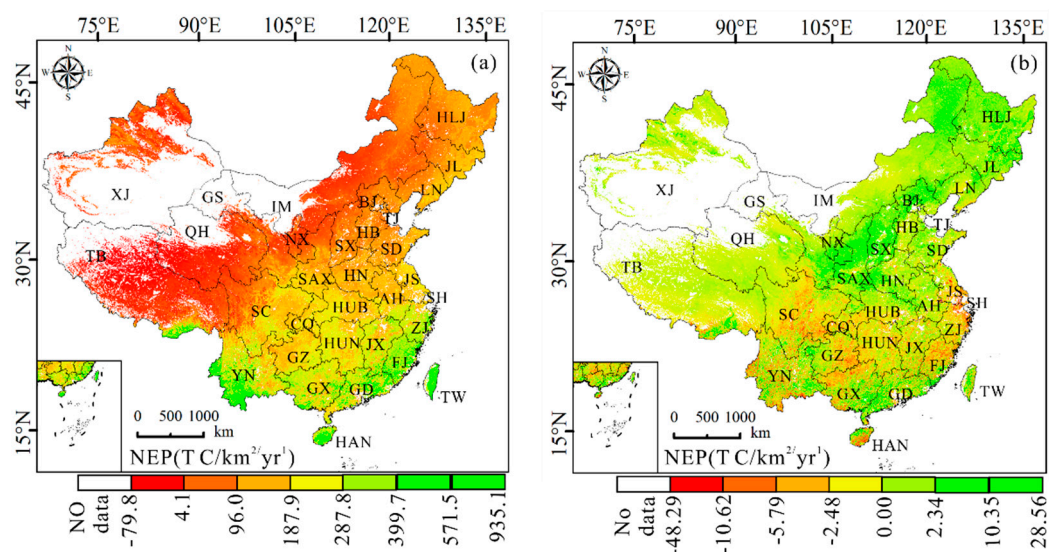 75°E 90°E 105°E 120°E 135°E
45°N
30°N
15°N
N
W E
S
(a)
HLJ
JL
LN
XJ
GS
IM
BJ
TJ
QH
HB
NX
SX
SD
TB
SAX
HN
JS
SC
HUB
AH
SH
CQ
ZJ
HUN
JX
GZ
FJ
YN
GX
GD
TW
HAN
0 500 1000
km
NEP(T C/km²/yr¹)
NO data
-79.8
4.1
96.0
187.9
287.8
399.7
571.5
935.1
75°E 90°E 105°E 120°E 135°E
45°N
30°N
15°N
N
W E
S
(b)
HLJ
JL
XJ
LN
GS
IM
BJ
TJ
QH
HB
NX
SX
SD
TB
SAX
HN
JS
SC
HUB
AH
SH
CQ
ZJ
HUN
JX
GZ
FJ
YN
GX
GD
TW
HAN
0 500 1000
km
NEP(T C/km²/yr¹)
No data
-48.29
-10.62
-5.79
-2.48
0.00
2.34
10.35
28.56